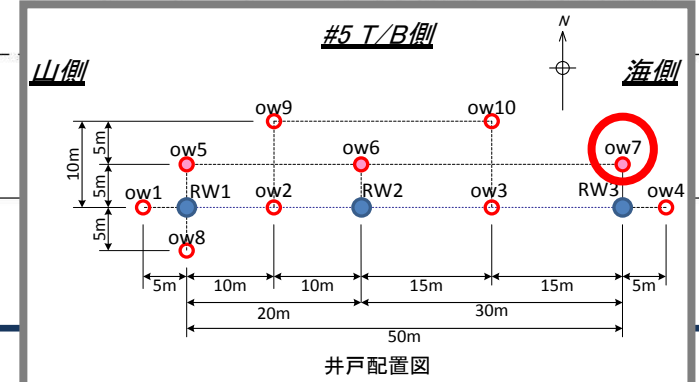 #5 T/B側
N
山側
海側
ow9
ow10
ow5
ow6
ow7
10m
5m
5m
5m
ow1
RW1
ow2
RW2
ow3
RW3
ow4
ow8
5m
10m
10m
15m
15m
5m
20m
30m
50m
井戸配置図